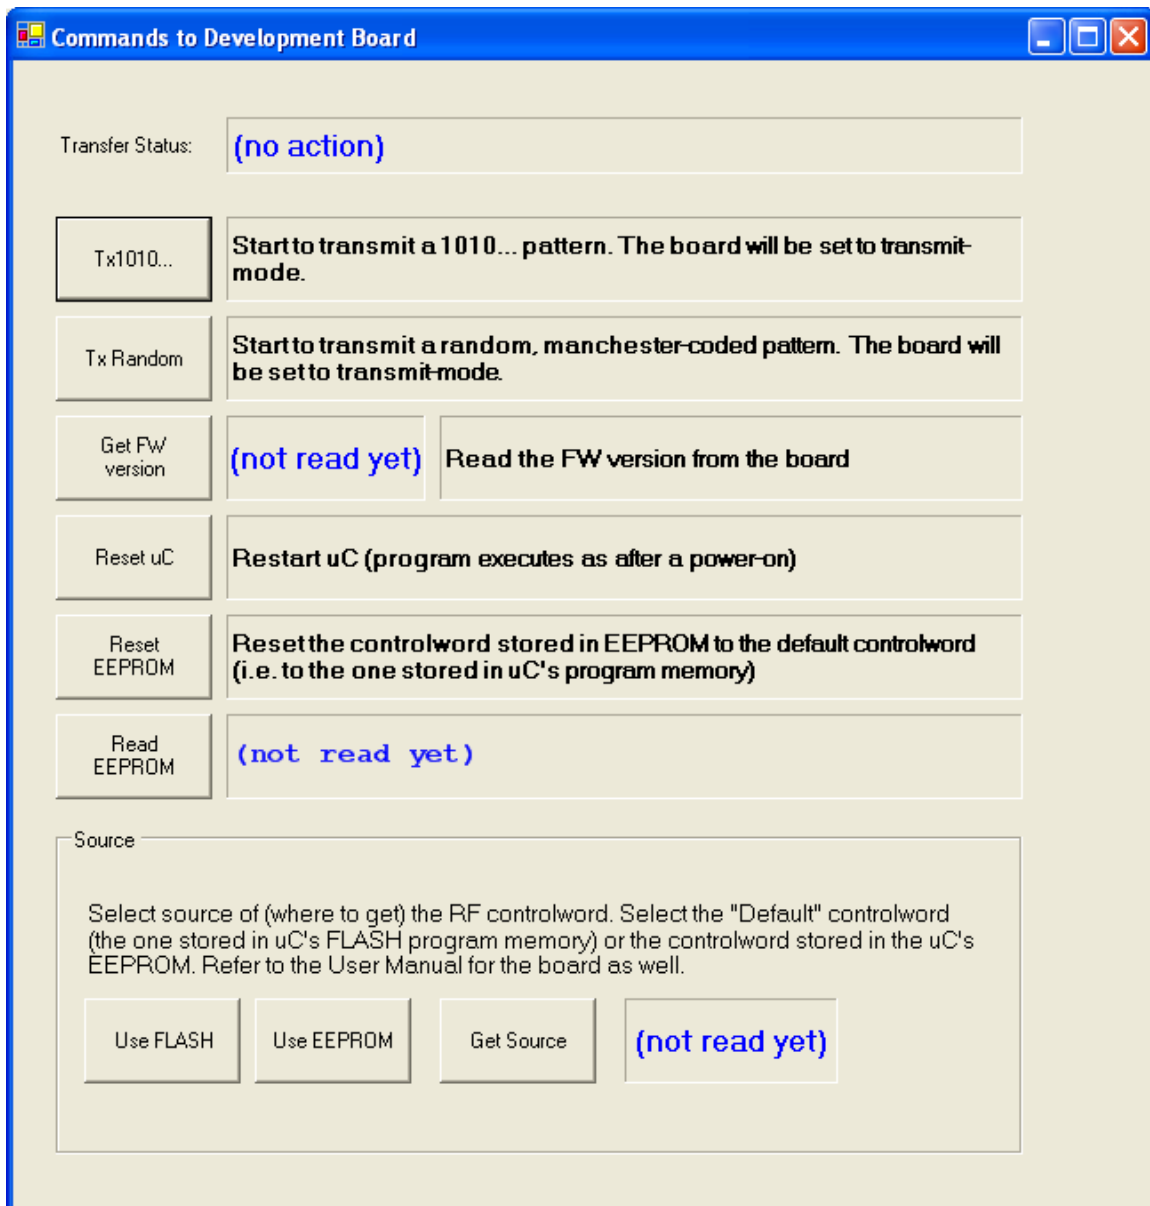 Commands to Development Board
Transfer Status:
(no action)
Tx1010...
Start to transmit a 1010... pattern. The board will be set to transmit-
mode.
Tx Random
Start to transmit a random, manchester-coded pattern. The board will
be set to transmit-mode.
Get FW
version
(not read yet)
Read the FW version from the board
Reset uC
Restart uC (program executes as after a power-on)
Reset
EEPROM
Reset the controlword stored in EEPROM to the default controlword
(i.e. to the one stored in uC's program memory)
Read
EEPROM
(not read yet)
Source
Select source of (where to get) the RF controlword. Select the "Default" controlword
(the one stored in uC's FLASH program memory) or the controlword stored in the uC's
EEPROM. Refer to the User Manual for the board as well.
Use FLASH
Use EEPROM
Get Source
(not read yet)